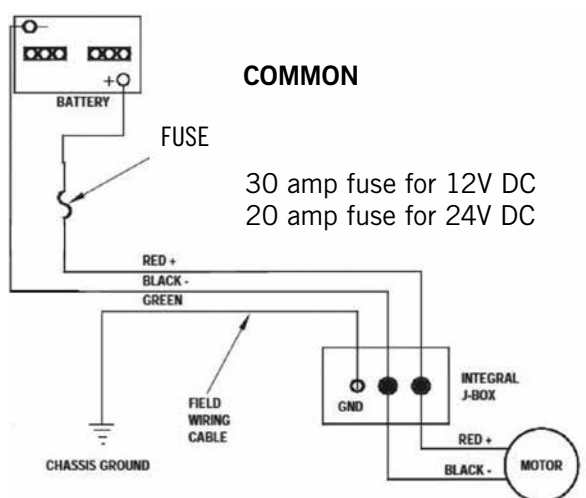 COMMON
+
BATTERY
FUSE
30 amp fuse for 12V DC
20 amp fuse for 24V DC
RED +
BLACK -
GREEN
GND
INTEGRAL
J-BOX
FIELD
WIRING
CABLE
CHASSIS GROUND
RED +
BLACK -
MOTOR